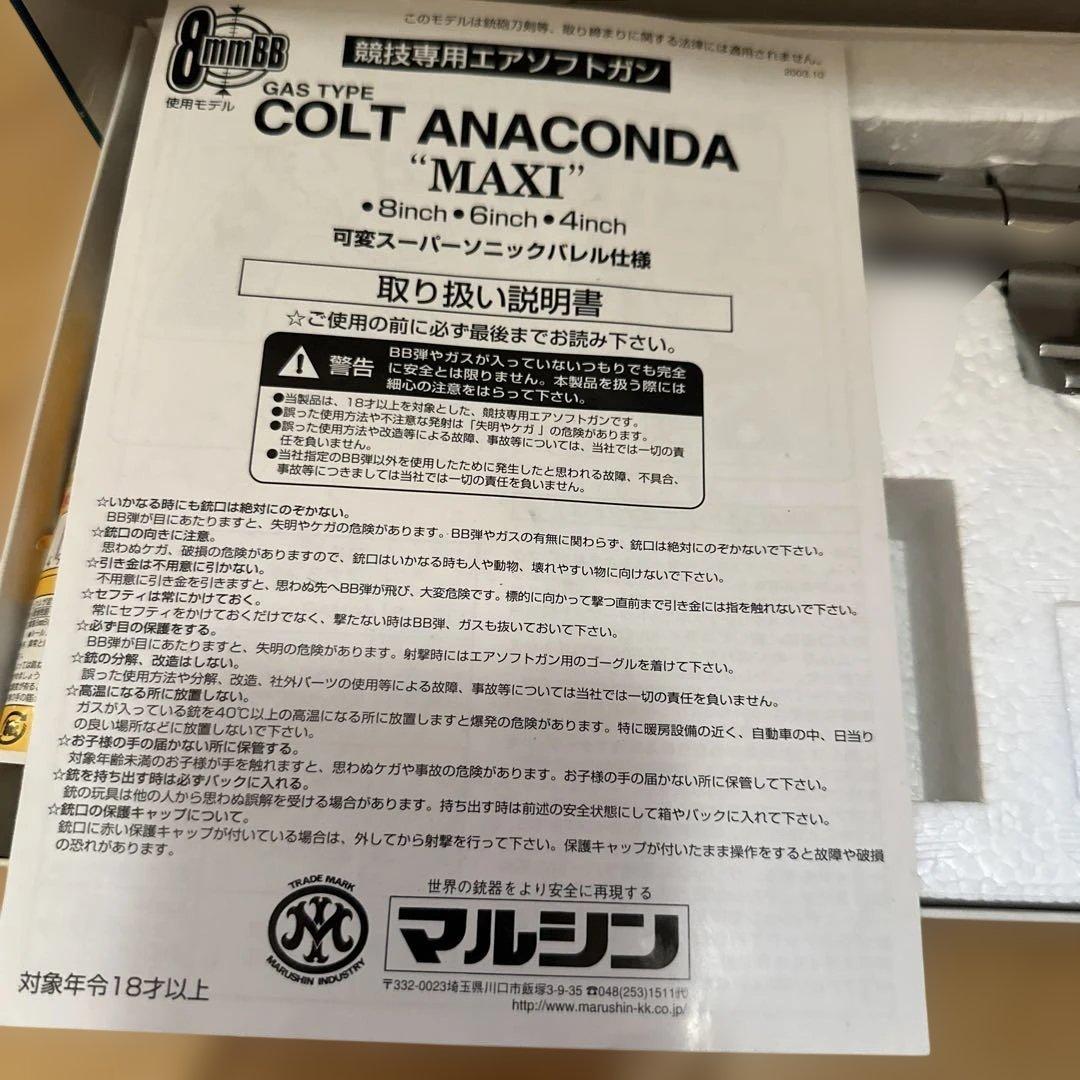 このモデルは銃砲刀剣等、取り締まりに関する法律には適用されません。
2003.10
8mmBB
使用モデル
競技専用エアソフトガン
GAS TYPE
COLT ANACONDA
“MAXI”
•8inch•6inch•4inch
可変スーパーソニックバレル仕様
取り扱い説明書
☆ご使用の前に必ず最後までお読み下さい。
警告
BB弾やガスが入っていないつもりでも完全
に安全とは限りません。本製品を扱う際には
細心の注意をはらって下さい。
●当製品は、18才以上を対象とした、競技専用エアソフトガンです。
●誤った使用方法や不注意な発射は「失明やケガ」の危険があります。
●誤った使用方法や改造等による故障、事故等については、当社では一切の責
任を負いません。
●当社指定のBB弾以外を使用したために発生したと思われる故障、不具合、
事故等につきましては当社では一切の責任を負いません。
☆いかなる時にも銃口は絶対にのぞかない。
BB弾が目にあたりますと、失明やケガの危険があります。BB弾やガスの有無に関わらず、銃口は絶対にのぞかないで下さい。
☆銃口の向きに注意。
思わぬケガ、破損の危険がありますので、銃口はいかなる時も人や動物、壊れやすい物に向けないで下さい。
☆引き金は不用意に引かない。
不用意に引き金を引きますと、思わぬ先へBB弾が飛び、大変危険です。標的に向かって撃つ直前まで引き金には指を触れないで下さい。
☆セフティは常にかけておく。
常にセフティをかけておくだけでなく、撃たない時はBB弾、ガスも抜いておいて下さい。
☆必ず目の保護をする。
BB弾が目にあたりますと、失明の危険があります。射撃時にはエアソフトガン用のゴーグルを着けて下さい。
☆銃の分解、改造はしない。
誤った使用方法や分解、改造、社外パーツの使用等による故障、事故等については当社では一切の責任を負いません。
☆高温になる所に放置しない。
ガスが入っている銃を40℃以上の高温になる所に放置しますと爆発の危険があります。特に暖房設備の近く、自動車の中、日当り
の良い場所などに放置しないで下さい。
☆お子様の手の届かない所に保管する。
対象年齢未満のお子様が手を触れますと、思わぬケガや事故の危険があります。お子様の手の届かない所に保管して下さい。
☆銃を持ち出す時は必ずバックに入れる。
銃の玩具は他の人から思わぬ誤解を受ける場合があります。持ち出す時は前述の安全状態にして箱やバックに入れて下さい。
☆銃口の保護キャップについて。
銃口に赤い保護キャップが付いている場合は、外してから射撃を行って下さい。保護キャップが付いたまま操作をすると故障や破損
の恐れがあります。
TRADE MARK
MARUSHIN INDUSTRY
世界の銃器をより安全に再現する
マルシン
〒332-0023埼玉県川口市飯塚3-9-35 ☎048(253)1511代
http://www.marushin-kk.co.jp/
対象年令18才以上